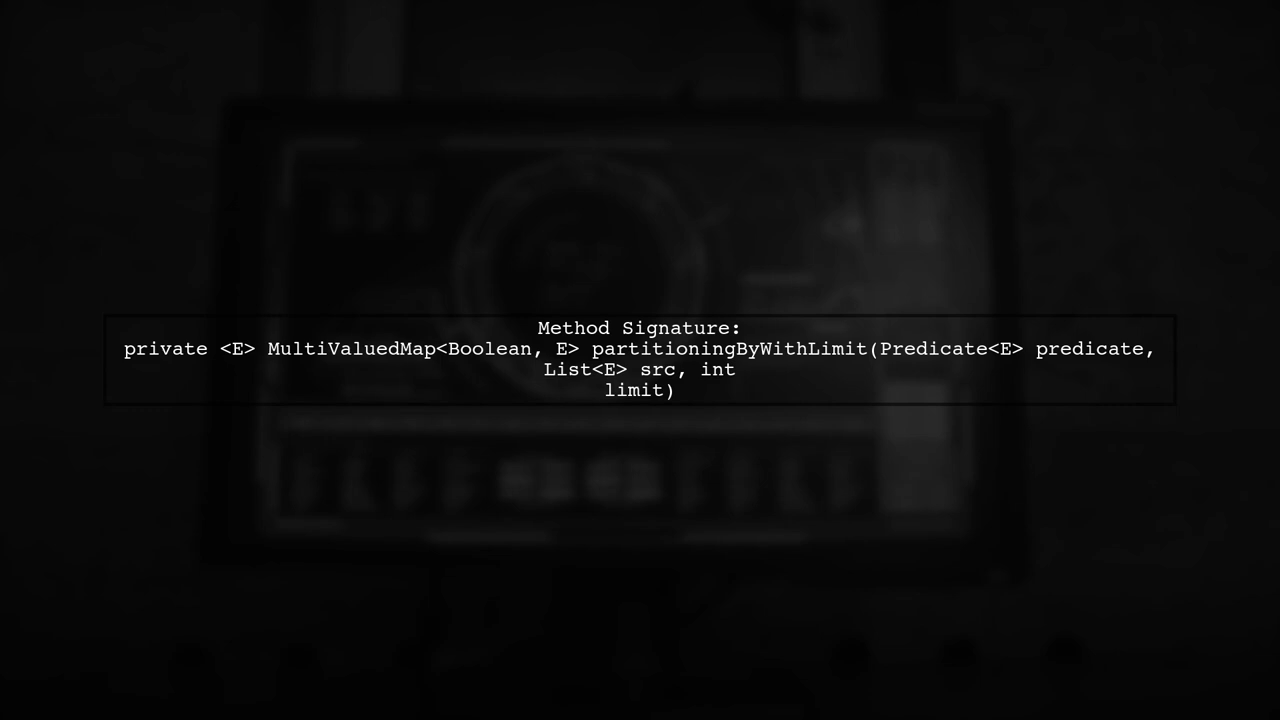 Method Signature:
private <E> MultiValuedMap<Boolean, E> partitioningByWithLimit(Predicate<E> predicate,
List<E> src, int
limit)